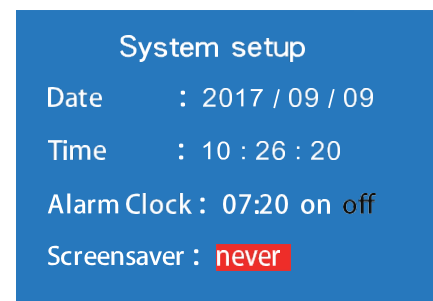 System setup
Date : 2017 / 09 / 09
Time : 10 : 26 : 20
Alarm Clock : 07:20 on off
Screensaver : never